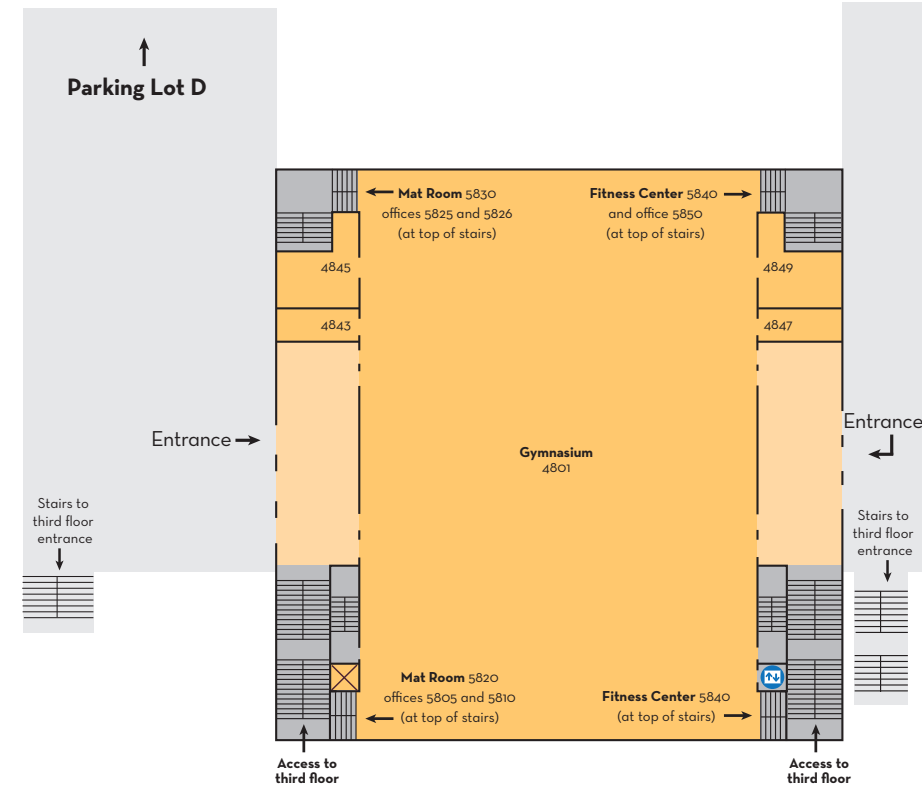 Parking Lot D
Mat Room 5830
offices 5825 and 5826
(at top of stairs)
Fitness Center 5840
and office 5850
(at top of stairs)
4845
4849
4843
4847
Entrance
Entrance
Gymnasium
4801
Stairs to
third floor
entrance
Stairs to
third floor
entrance
Mat Room 5820
offices 5805 and 5810
(at top of stairs)
Fitness Center 5840
(at top of stairs)
Access to
third floor
Access to
third floor